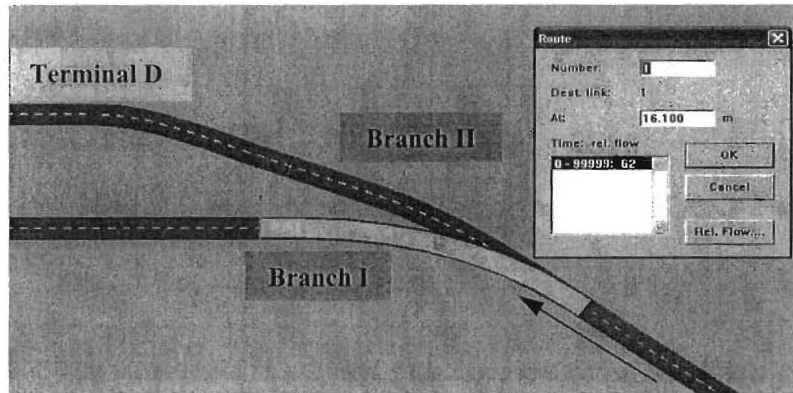 Terminal D
Branch II
Branch I
Route
Number:
Dest. link: 1
At: 16.100 m
Time: rel. flow
0 - 99999: 62
OK
Cancel
Rel. Flow...